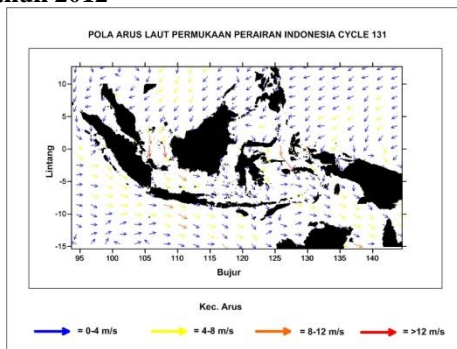 ahun 2012
POLA ARUS LAUT PERMUKAAN PERAIRAN INDONESIA CYCLE 131
Lintang
10
5
0
-5
-10
-15
95 100 105 110 115 120 125 130 135 140
Bujur
Kec. Arus
= 0-4 m/s = 4-8 m/s = 8-12 m/s = >12 m/s